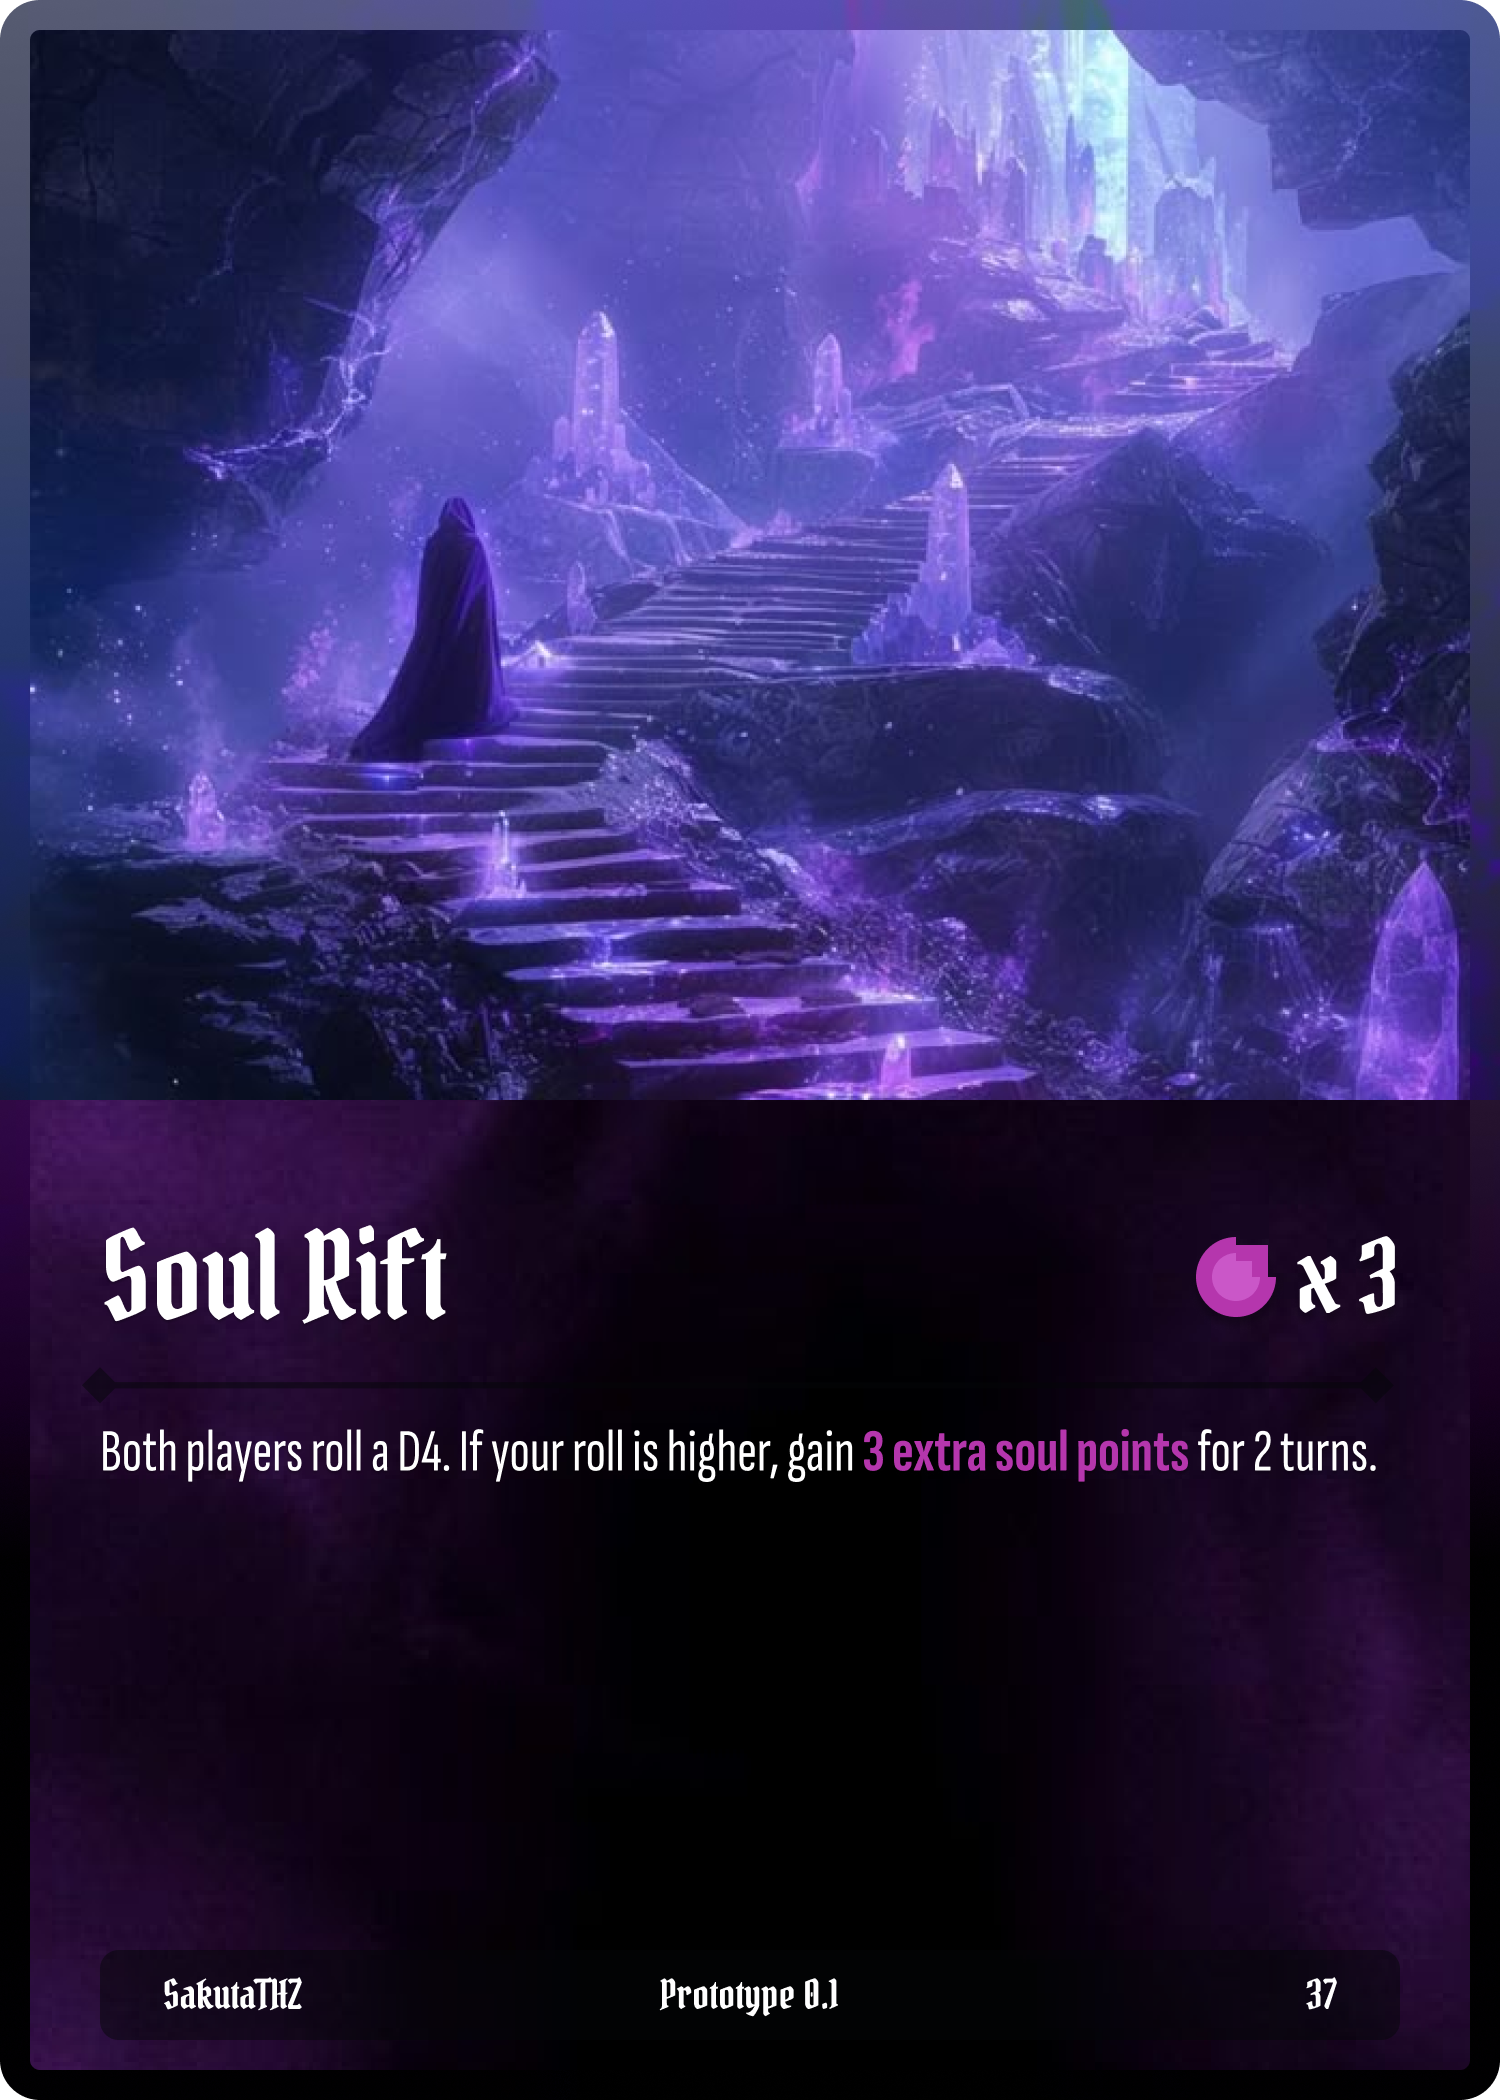 Soul Rift
x 3
Both players roll a D4. If your roll is higher, gain 3 extra soul points for 2 turns.
SakutaTHZ
Prototype 0.1
37